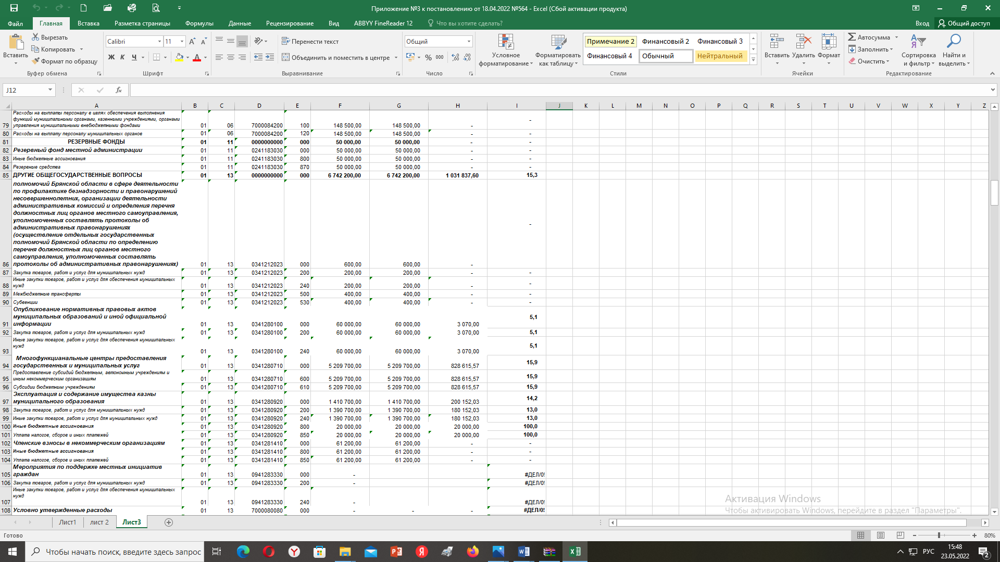 Приложение №3 к постановлению от 18.04.2022 №564 - Excel (Сбой активации продукта)
Файл Главная Вставка Разметка страницы Формулы Данные Рецензирование Вид ABBYY FineReader 12 Что вы хотите сделать? Вход Общий доступ
Вставить
Вырезать
Копировать
Формат по образцу
Буфер обмена
Calibri 11
Ж К Ч
Шрифт
Перенести текст
Объединить и поместить в центре
Выравнивание
Общий
% 000
Число
Условное форматирование
Форматировать как таблицу
Примечание 2 Финансовый 2 Финансовый 3
Финансовый 4 Обычный Нейтральный
Стили
Вставить Удалить Формат
Ячейки
Автосумма
Заполнить
Очистить
Сортировка и фильтр
Найти и выделить
Редактирование
J12 fx
A B C D E F G H I J K L M N O P Q R S T U V W X Y Z
Расходы на выплаты персоналу в целях обеспечения выполнения
функций муниципальными органами, казенными учреждениями, органами
79 управления муниципальными внебюджетными фондами 01 06 7000084200 100 148 500,00 148 500,00 - -
80 Расходы на выплату персоналу муниципальных органов 01 06 7000084200 120 148 500,00 148 500,00 - -
81 РЕЗЕРВНЫЕ ФОНДЫ 01 11 0000000000 000 50 000,00 50 000,00 - -
82 Резервный фонд местной администрации 01 11 0241183030 000 50 000,00 50 000,00 - -
83 Иные бюджетные ассигнования 01 11 0241183030 800 50 000,00 50 000,00 - -
84 Резервные средства 01 11 0241183030 870 50 000,00 50 000,00 - -
85 ДРУГИЕ ОБЩЕГОСУДАРСТВЕННЫЕ ВОПРОСЫ 01 13 0000000000 000 6 742 200,00 6 742 200,00 1 031 837,60 15,3
полномочий Брянской области в сфере деятельности
по профилактике безнадзорности и правонарушений
несовершеннолетних, организации деятельности
административных комиссий и определения перечня
должностных лиц органов местного самоуправления,
уполномоченных составлять протоколы об
административных правонарушениях
(осуществление отдельных государственных
полномочий Брянской области по определению
перечня должностных лиц органов местного
самоуправления, уполномоченных составлять
86 протоколы об административных правонарушениях) 01 13 0341212023 000 600,00 600,00 - -
87 Закупка товаров, работ и услуг для муниципальных нужд 01 13 0341212023 200 200,00 200,00 - -
Иные закупки товаров, работ и услуг для обеспечения муниципальных
88 нужд 01 13 0341212023 240 200,00 200,00 - -
89 Межбюджетные трансферты 01 13 0341212023 500 400,00 400,00 - -
90 Субвенции 01 13 0341212023 530 400,00 400,00 - -
Опубликование нормативных правовых актов
муниципальных образований и иной официальной
91 информации 01 13 0341280100 000 60 000,00 60 000,00 3 070,00 5,1
92 Закупка товаров, работ и услуг для муниципальных нужд 01 13 0341280100 200 60 000,00 60 000,00 3 070,00 5,1
Иные закупки товаров, работ и услуг для обеспечения муниципальных
нужд
93 01 13 0341280100 240 60 000,00 60 000,00 3 070,00 5,1
Многофункцианальные центры предоставления
94 государственных и муниципальных услуг 01 13 0341280710 000 5 209 700,00 5 209 700,00 828 615,57 15,9
Предоставление субсидий бюджетным, автономным учреждениям и
95 иным некоммерческим организациям 01 13 0341280710 600 5 209 700,00 5 209 700,00 828 615,57 15,9
96 Субсидии бюджетным учреждениям 01 13 0341280710 610 5 209 700,00 5 209 700,00 828 615,57 15,9
Эксплуатация и содержание имущества казны
97 муниципального образования 01 13 0341280920 000 1 410 700,00 1 410 700,00 200 152,03 14,2
98 Закупка товаров, работ и услуг для муниципальных нужд 01 13 0341280920 200 1 390 700,00 1 390 700,00 180 152,03 13,0
99 Иные закупки товаров, работ и услуг для муниципальных нужд 01 13 0341280920 240 1 390 700,00 1 390 700,00 180 152,03 13,0
100 Иные бюджетные ассигнования 01 13 0341280920 800 20 000,00 20 000,00 20 000,00 100,0
101 Уплата налогов, сборов и иных платежей 01 13 0341280920 850 20 000,00 20 000,00 20 000,00 100,0
102 Членские взносы в некоммерческим организациям 01 13 0341281410 000 61 200,00 61 200,00 - -
103 Иные бюджетные ассигнования 01 13 0341281410 800 61 200,00 61 200,00 - -
104 Уплата налогов, сборов и иных платежей 01 13 0341281410 850 61 200,00 61 200,00 - -
Мероприятия по поддержке местных инициатив
105 граждан 01 13 0941283330 000 - #ДЕЛ/0!
106 Закупка товаров, работ и услуг для муниципальных нужд 01 13 0941283330 200 - #ДЕЛ/0!
Иные закупки товаров, работ и услуг для обеспечения муниципальных
нужд
107 01 13 0941283330 240 - #ДЕЛ/0!
108 Условно утвержденные расходы 01 13 7000080080 000 - - - #ДЕЛ/0!
Активация Windows
Чтобы активировать Windows, перейдите в раздел "Параметры".
Лист1 лист 2 Лист3
Готово 80%
Чтобы начать поиск, введите здесь запрос
РУС 15:48
23.05.2022
2